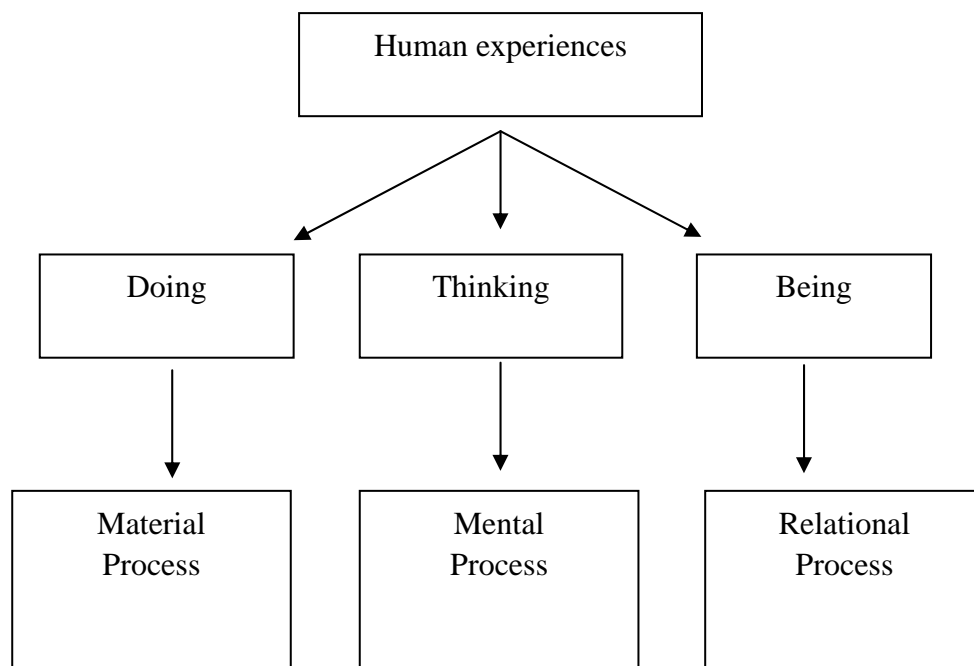 Human experiences
Doing
Thinking
Being
Material
Process
Mental
Process
Relational
Process